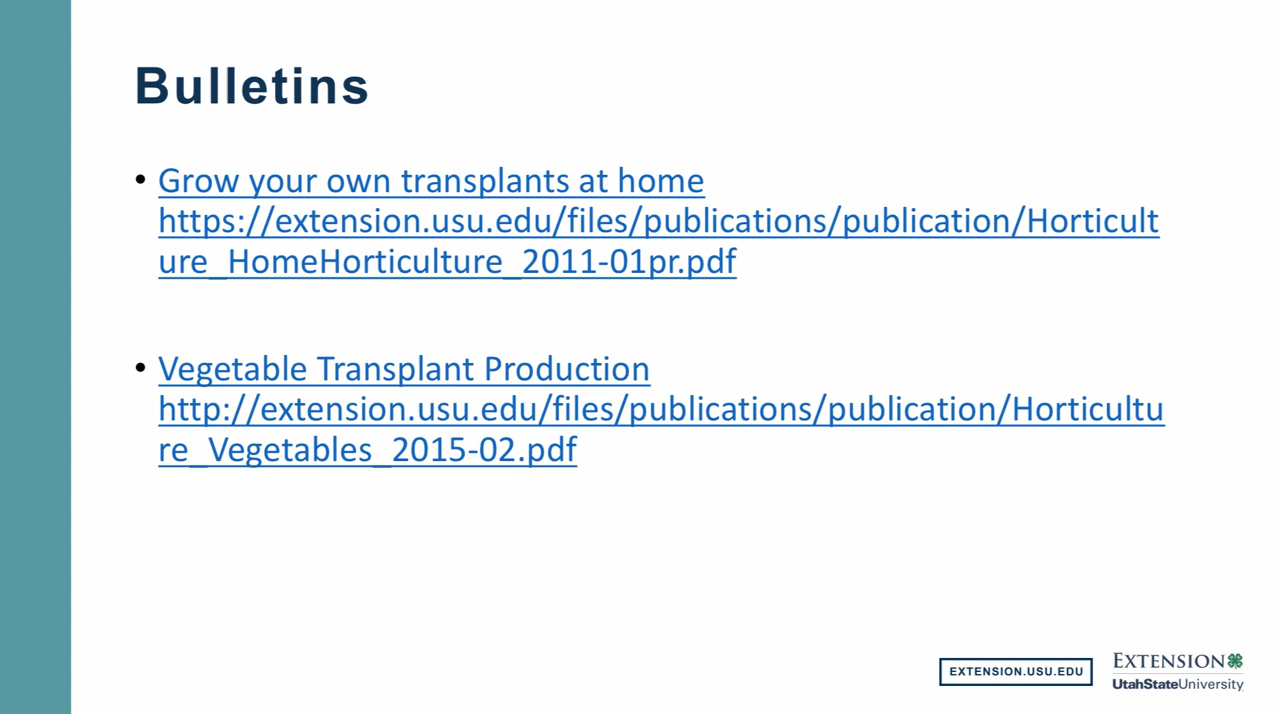 Bulletins
• Grow your own transplants at home
https://extension.usu.edu/files/publications/publication/Horticult
ure_HomeHorticulture_2011-01pr.pdf
• Vegetable Transplant Production
http://extension.usu.edu/files/publications/publication/Horticultu
re_Vegetables_2015-02.pdf
EXTENSION.USU.EDU
EXTENSION
UtahStateUniversity